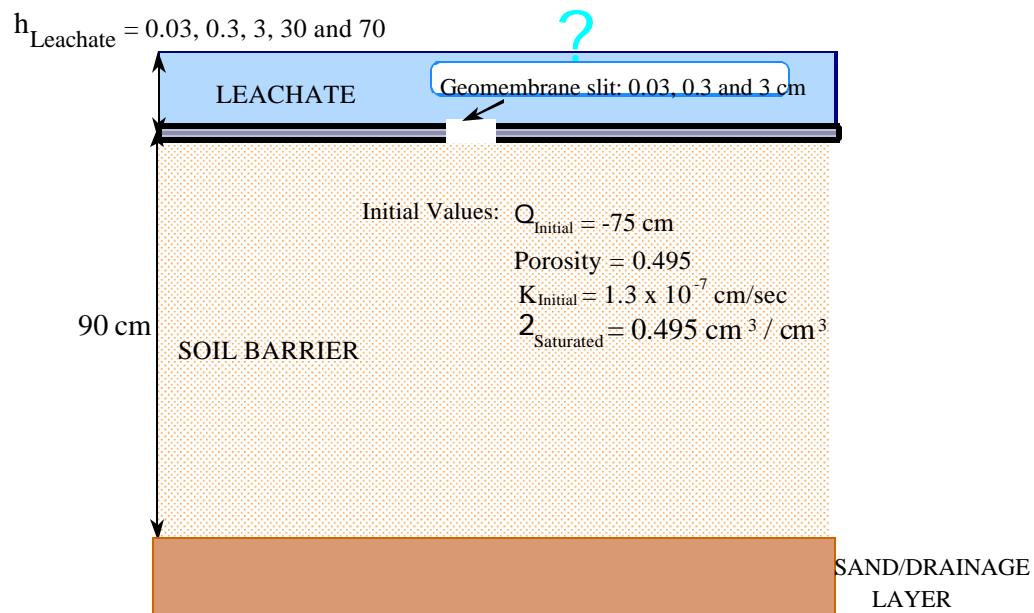 hLeachate = 0.03, 0.3, 3, 30 and 70
?
Geomembrane slit: 0.03, 0.3 and 3 cm
LEACHATE
Initial Values: QInitial = -75 cm
Porosity = 0.495
KInitial = 1.3 x 10-7 cm/sec
2Saturated = 0.495 cm3 / cm3
90 cm
SOIL BARRIER
SAND/DRAINAGE
LAYER